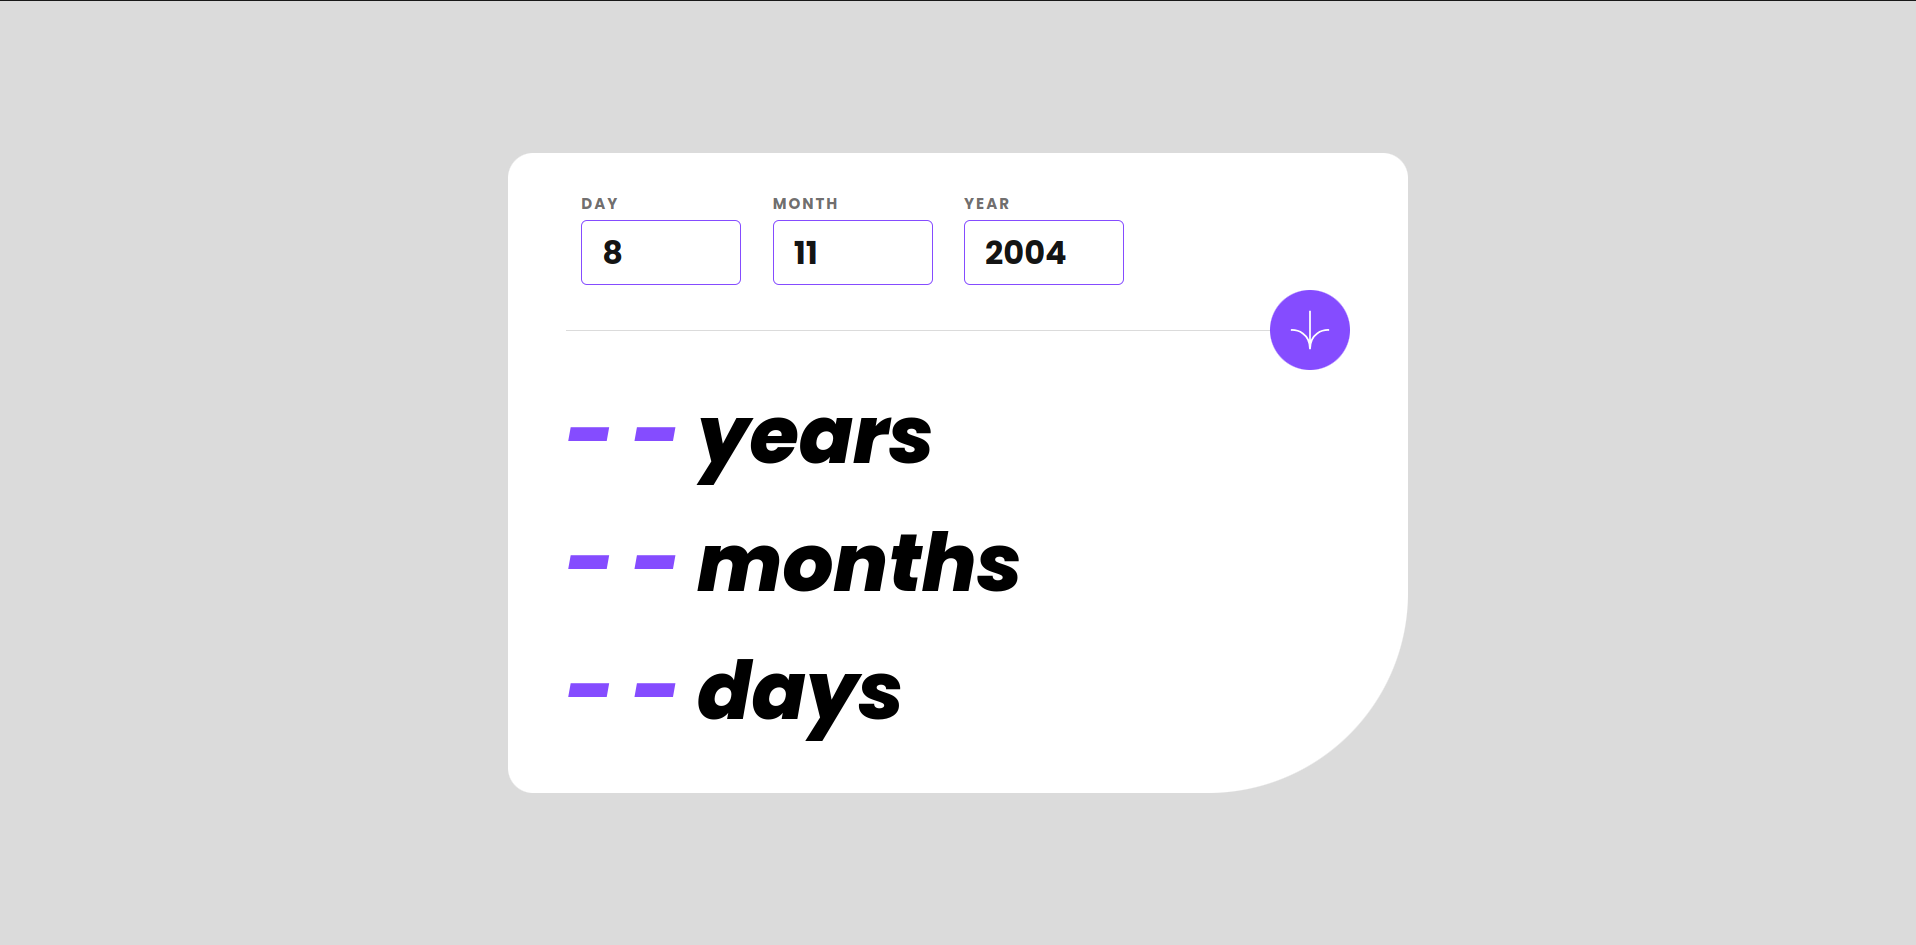 DAY MONTH YEAR
8 11 2004
- - years
- - months
- - days